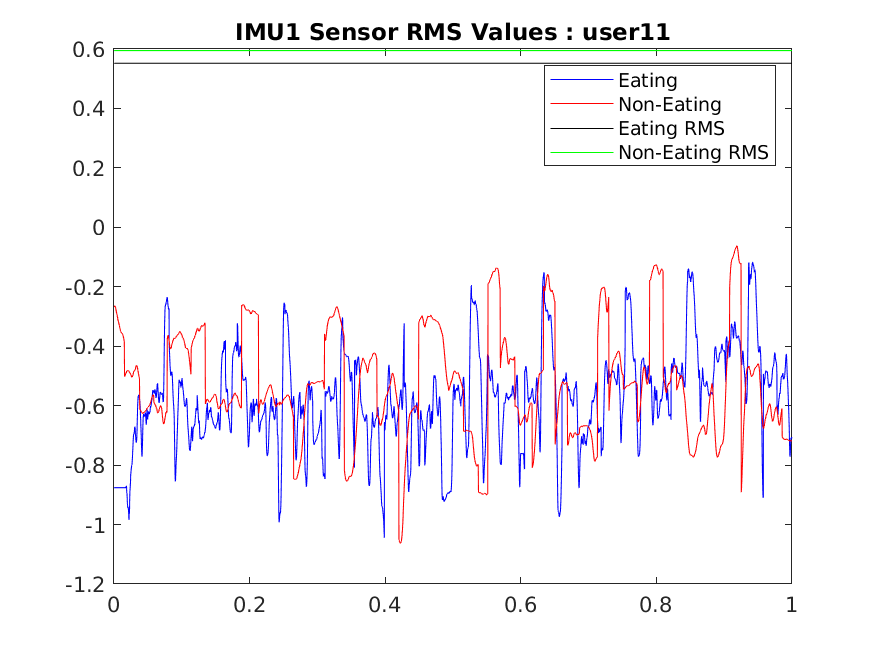 IMU1 Sensor RMS Values : user11
0.6
0.4
0.2
0
-0.2
-0.4
-0.6
-0.8
-1
-1.2
Eating
Non-Eating
Eating RMS
Non-Eating RMS
0 0.2 0.4 0.6 0.8 1